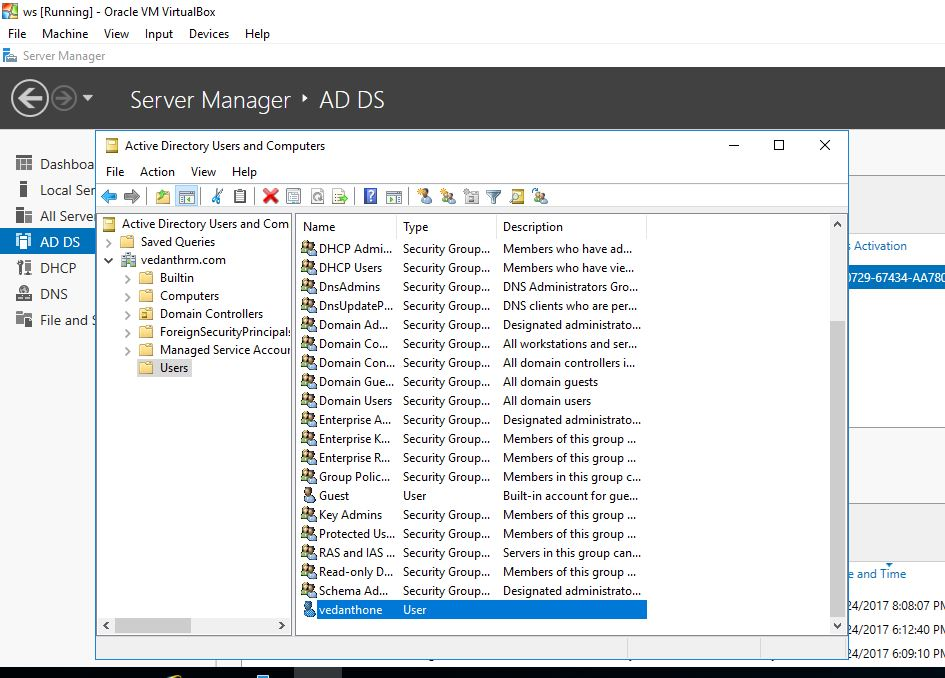 ws [Running] - Oracle VM VirtualBox
File Machine View Input Devices Help
Server Manager
Server Manager ‣ AD DS
Dashboa
Local Ser
All Serve
AD DS
DHCP
DNS
File and S
Active Directory Users and Computers
File Action View Help
Active Directory Users and Com
Saved Queries
vedanthrm.com
Builtin
Computers
Domain Controllers
ForeignSecurityPrincipals
Managed Service Accour
Users
Name Type Description
DHCP Admi... Security Group... Members who have ad...
DHCP Users Security Group... Members who have vie...
DnsAdmins Security Group... DNS Administrators Gro...
DnsUpdateP... Security Group... DNS clients who are per...
Domain Ad... Security Group... Designated administrato...
Domain Co... Security Group... All workstations and ser...
Domain Con... Security Group... All domain controllers i...
Domain Gue... Security Group... All domain guests
Domain Users Security Group... All domain users
Enterprise A... Security Group... Designated administrato...
Enterprise K... Security Group... Members of this group ...
Enterprise R... Security Group... Members of this group ...
Group Polic... Security Group... Members in this group c...
Guest User Built-in account for gue...
Key Admins Security Group... Members of this group ...
Protected Us... Security Group... Members of this group ...
RAS and IAS ... Security Group... Servers in this group can...
Read-only D... Security Group... Members of this group ...
Schema Ad... Security Group... Designated administrato...
vedanthone User
s Activation
0729-67434-AA780
e and Time
24/2017 8:08:07 PM
24/2017 6:12:40 PM
24/2017 6:09:10 PM